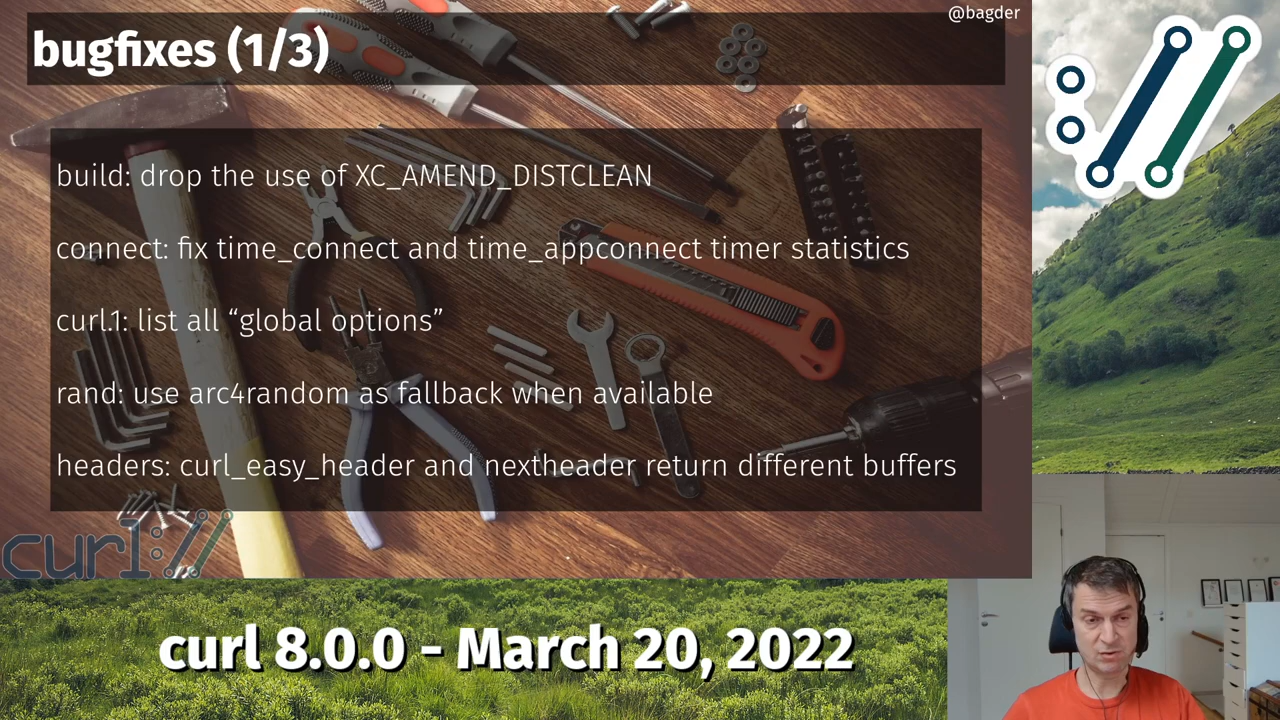 @bagder
bugfixes (1/3)
build: drop the use of XC_AMEND_DISTCLEAN
connect: fix time_connect and time_appconnect timer statistics
curl.1: list all “global options”
rand: use arc4random as fallback when available
headers: curl_easy_header and nextheader return different buffers
curl://
curl 8.0.0 - March 20, 2022